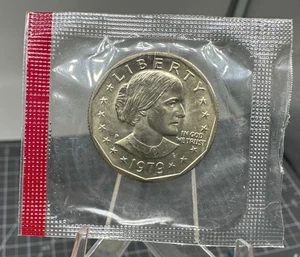 LIBERTY
P
IN GOD
WE TRUST
1979